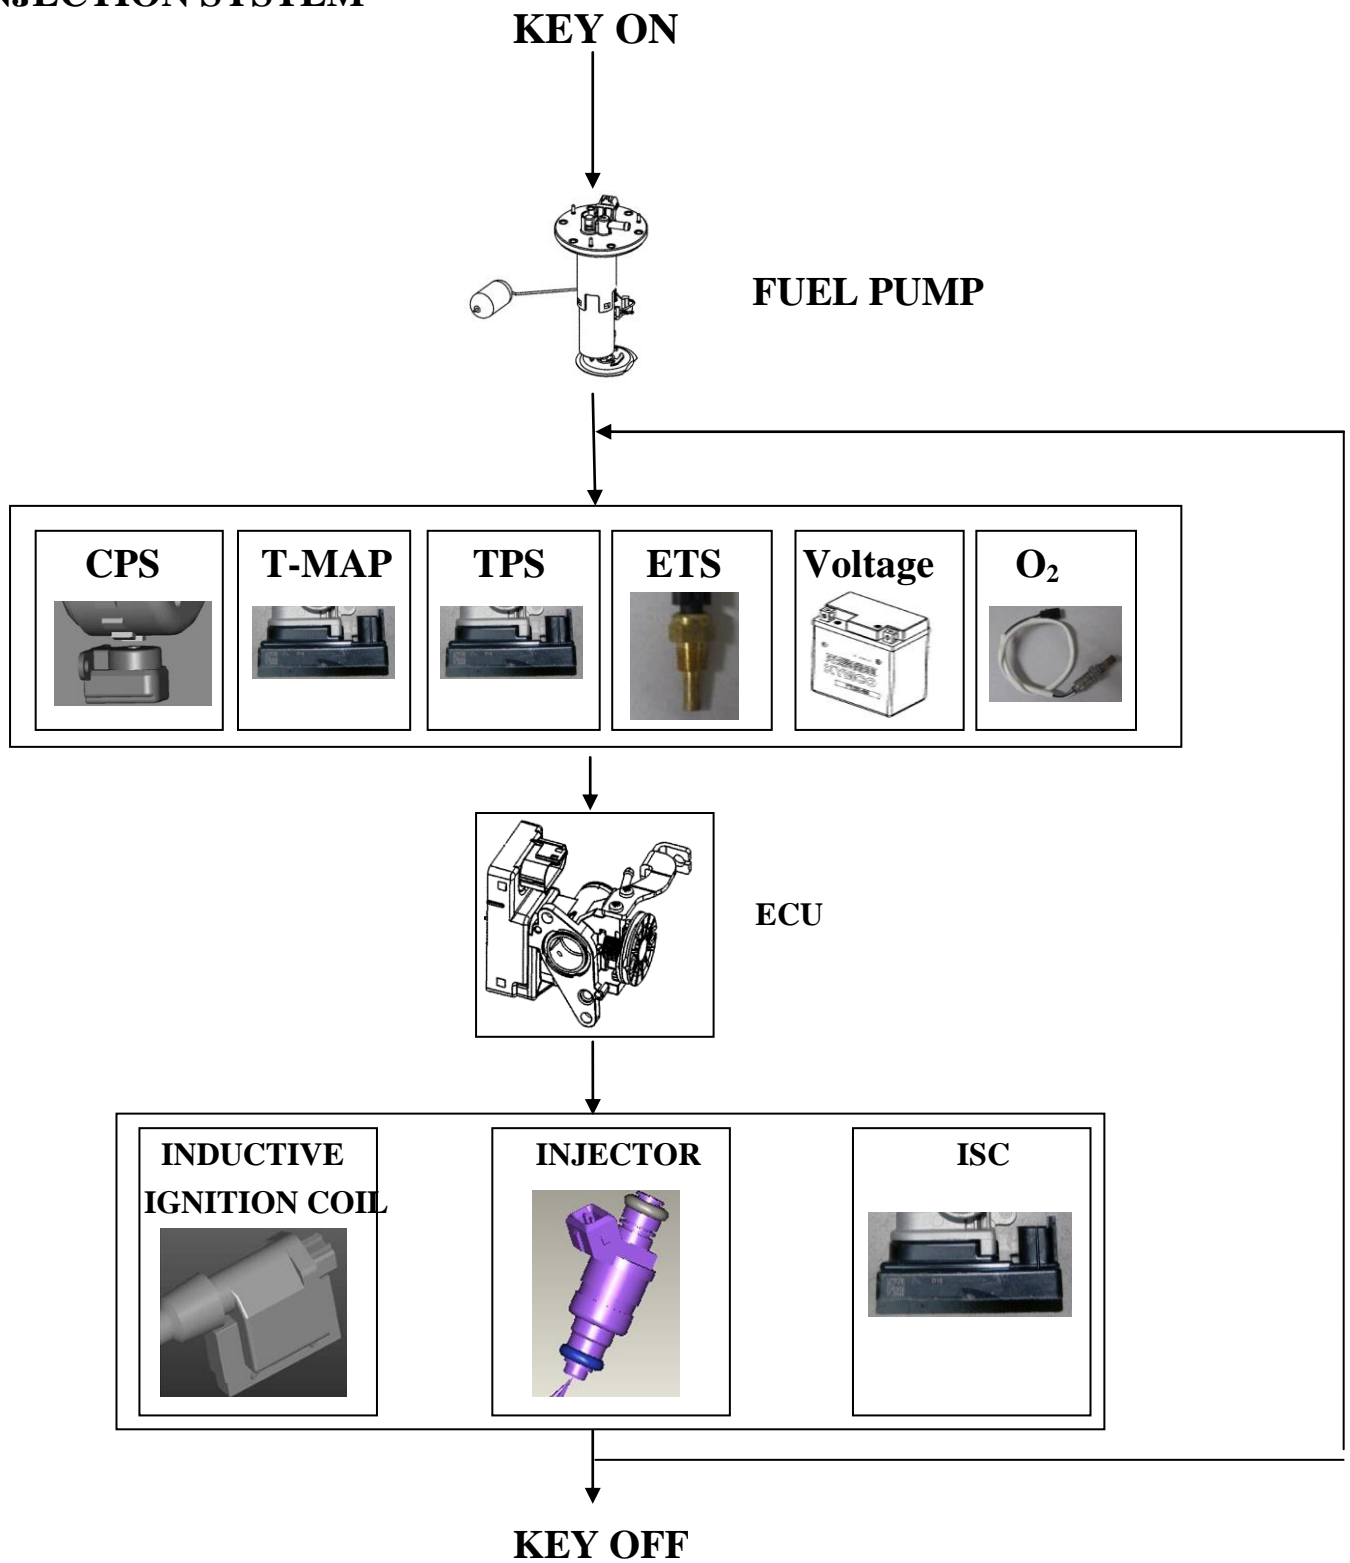 INJECTION SYSTEM
KEY ON
FUEL PUMP
CPS
T-MAP
TPS
ETS
Voltage
O₂
KYMCO
ECU
INDUCTIVE
IGNITION COIL
INJECTOR
ISC
KEY OFF